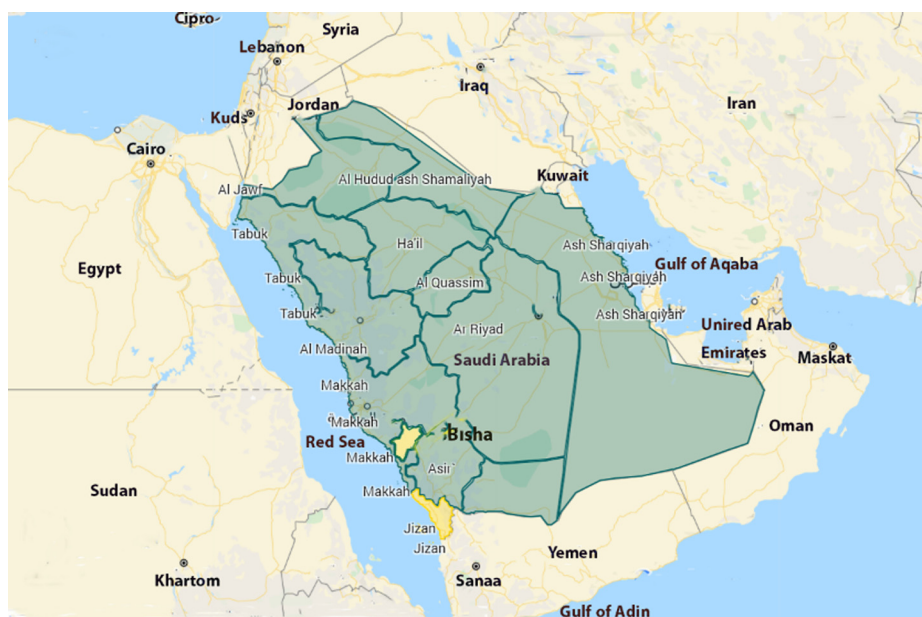 Cipro
Syria
Lebanon
Iraq
Iran
Jordan
Kuds
Cairo
Al Jawf
Al Hudud ash Shamaliyah
Kuwait
Tabuk
Ha'il
Ash Sharqiyah
Egypt
Tabuk
Al Quassim
Ash Sharqiyah
Gulf of Aqaba
Tabuk
Ar Riyad
Ash Sharqiyah
Unired Arab
Emirates
Al Madinah
Saudi Arabia
Maskat
Makkah
Makkah
Red Sea
Bisha
Oman
Makkah
Asir
Sudan
Makkah
Jizan
Jizan
Yemen
Khartom
Sanaa
Gulf of Adin